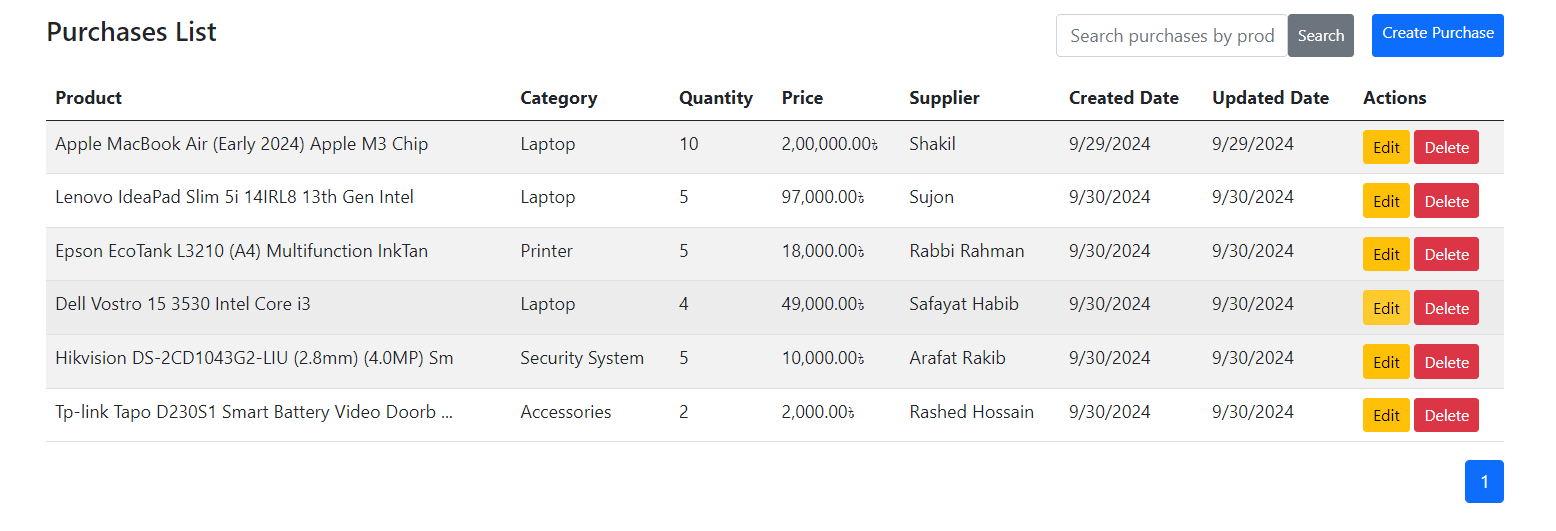 Purchases List
Search purchases by prod
Search
Create Purchase
Product Category Quantity Price Supplier Created Date Updated Date Actions
Apple MacBook Air (Early 2024) Apple M3 Chip Laptop 10 2,00,000.00৳ Shakil 9/29/2024 9/29/2024 Edit Delete
Lenovo IdeaPad Slim 5i 14IRL8 13th Gen Intel Laptop 5 97,000.00৳ Sujon 9/30/2024 9/30/2024 Edit Delete
Epson EcoTank L3210 (A4) Multifunction InkTan Printer 5 18,000.00৳ Rabbi Rahman 9/30/2024 9/30/2024 Edit Delete
Dell Vostro 15 3530 Intel Core i3 Laptop 4 49,000.00৳ Safayat Habib 9/30/2024 9/30/2024 Edit Delete
Hikvision DS-2CD1043G2-LIU (2.8mm) (4.0MP) Sm Security System 5 10,000.00৳ Arafat Rakib 9/30/2024 9/30/2024 Edit Delete
Tp-link Tapo D230S1 Smart Battery Video Doorb ... Accessories 2 2,000.00৳ Rashed Hossain 9/30/2024 9/30/2024 Edit Delete
1